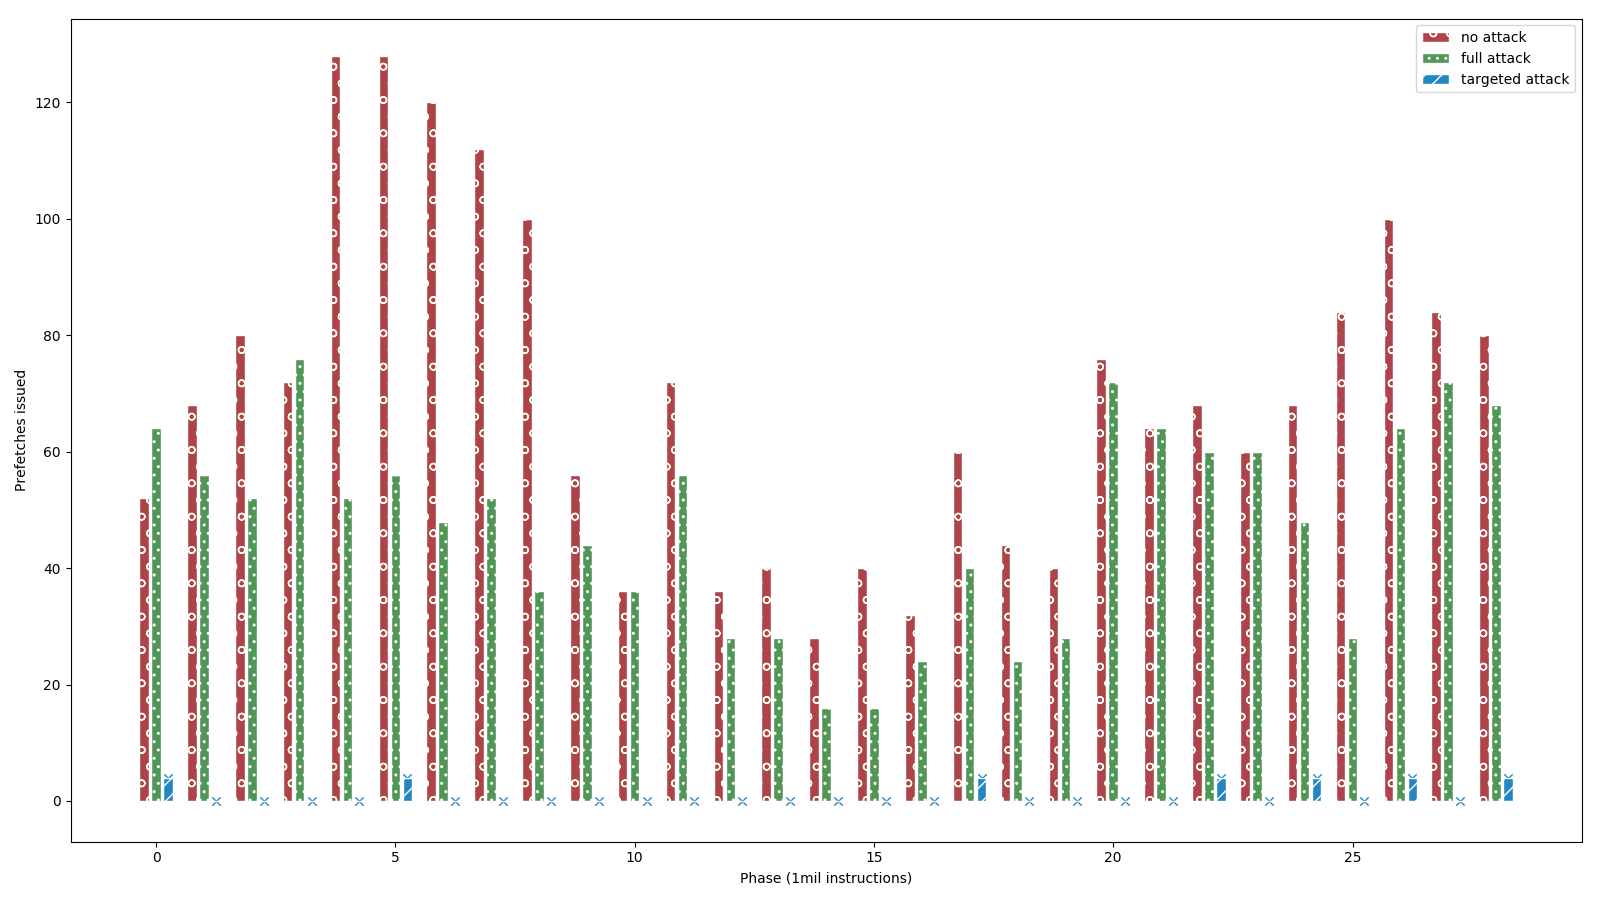 no attack
full attack
targeted attack
120
100
80
60
40
20
0
Prefetches issued
0 5 10 15 20 25
Phase (1mil instructions)